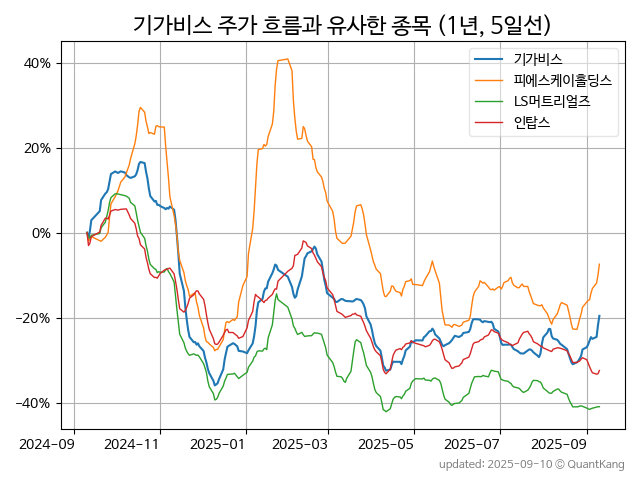 기가비스 주가 흐름과 유사한 종목 (1년, 5일선)
기가비스
피에스케이홀딩스
LS머트리얼즈
인탑스
40%
20%
0%
−20%
−40%
2024-09
2024-11
2025-01
2025-03
2025-05
2025-07
2025-09
updated: 2025-09-10 © QuantKang